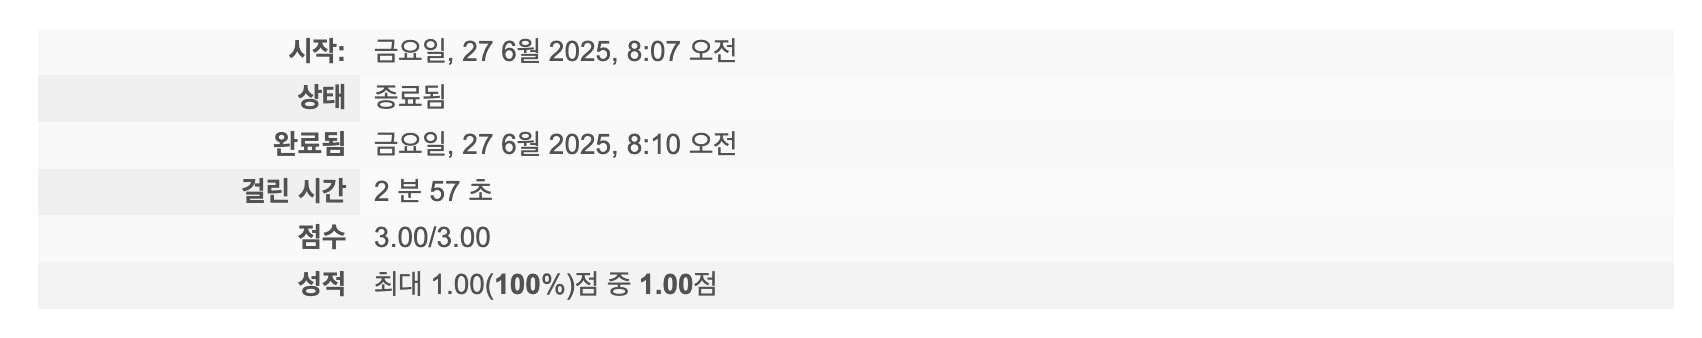 시작: 금요일, 27 6월 2025, 8:07 오전
상태 종료됨
완료됨 금요일, 27 6월 2025, 8:10 오전
걸린 시간 2 분 57 초
점수 3.00/3.00
성적 최대 1.00(100%)점 중 1.00점